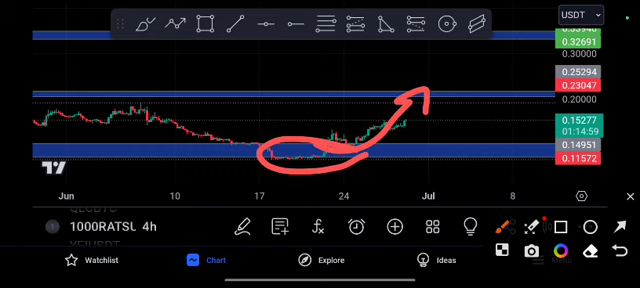 USDT
0.33940
0.32691
0.30000
0.25294
0.23047
0.20000
0.15277
01:14:59
0.14951
0.11572
Jun 10 17 24 Jul 8
1000RATSU 4h
Watchlist Chart Explore Ideas